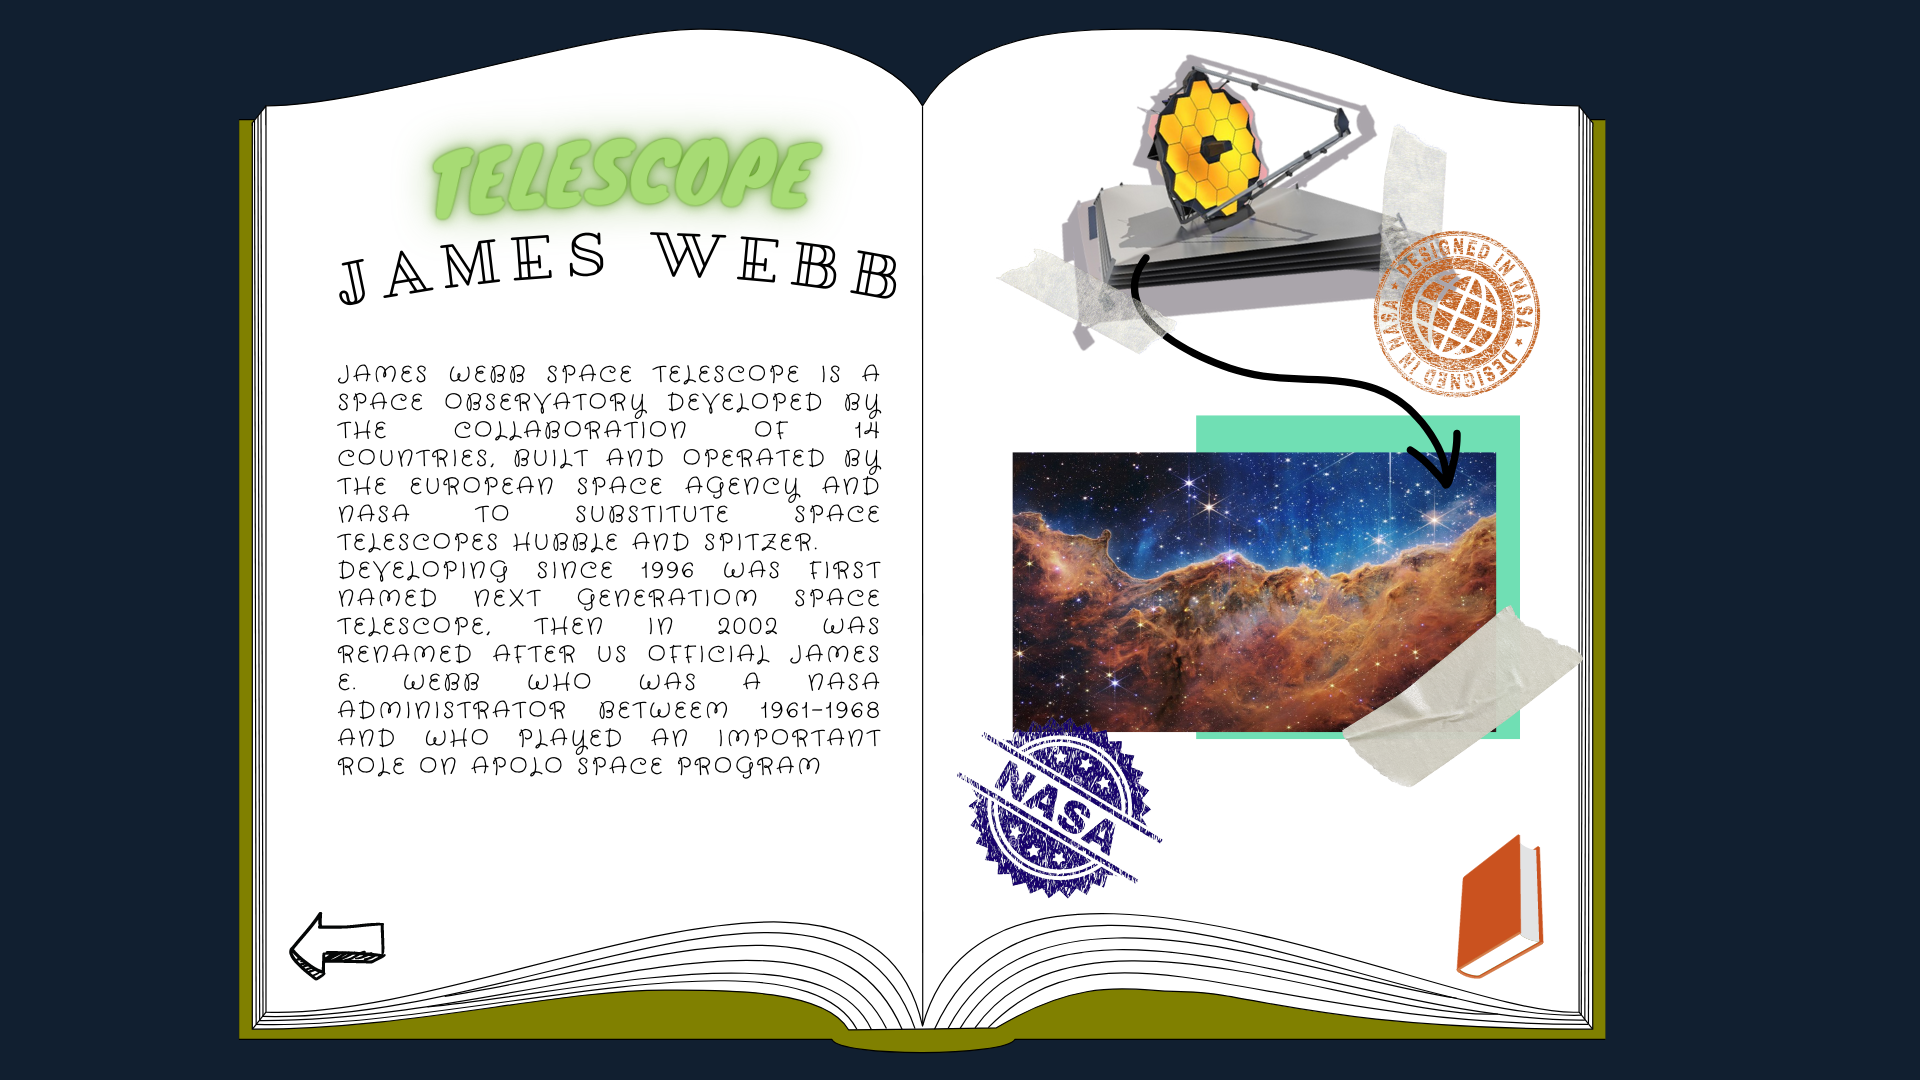 TELESCOPE
JAMES WEBB
JAMES WEBB SPACE TELESCOPE IS A
SPACE OBSERVATORY DEVELOPED BY
THE COLLABORATION OF 14
COUNTRIES, BUILT AND OPERATED BY
THE EUROPEAN SPACE AGENCY AND
NASA TO SUBSTITUTE SPACE
TELESCOPES HUBBLE AND SPITZER.
DEVELOPING SINCE 1996 WAS FIRST
NAMED NEXT GENERATIOM SPACE
TELESCOPE, THEN IN 2002 WAS
RENAMED AFTER US OFFICIAL JAMES
E. WEBB WHO WAS A NASA
ADMINISTRATOR BETWEEM 1961-1968
AND WHO PLAYED AN IMPORTANT
ROLE ON APOLO SPACE PROGRAM
DESIGNED IN NASA
DESIGNED IN NASA
NASA